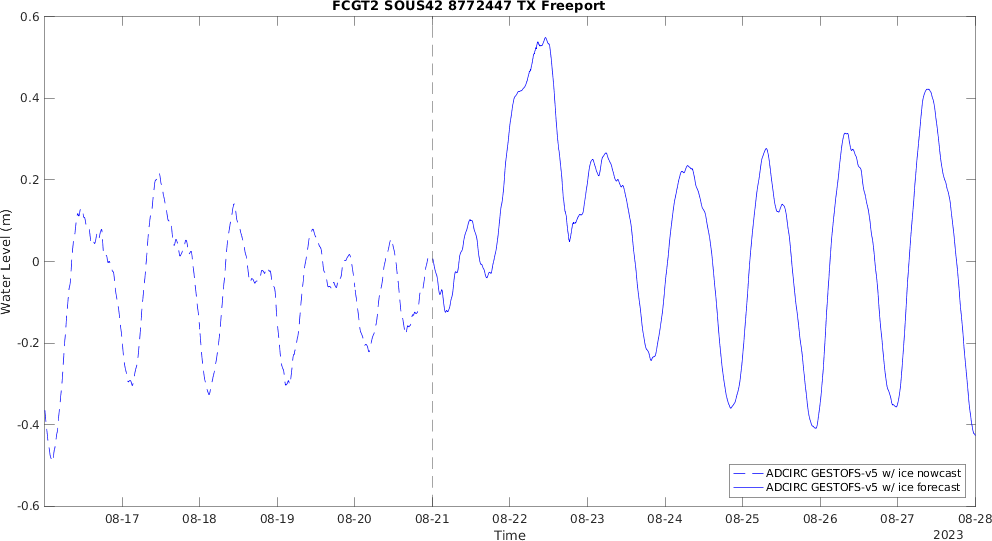 FCGT2 SOUS42 8772447 TX Freeport
0.6
0.4
0.2
0
-0.2
-0.4
-0.6
Water Level (m)
ADCIRC GESTOFS-v5 w/ ice nowcast
ADCIRC GESTOFS-v5 w/ ice forecast
08-17 08-18 08-19 08-20 08-21 08-22 08-23 08-24 08-25 08-26 08-27 08-28
Time
2023